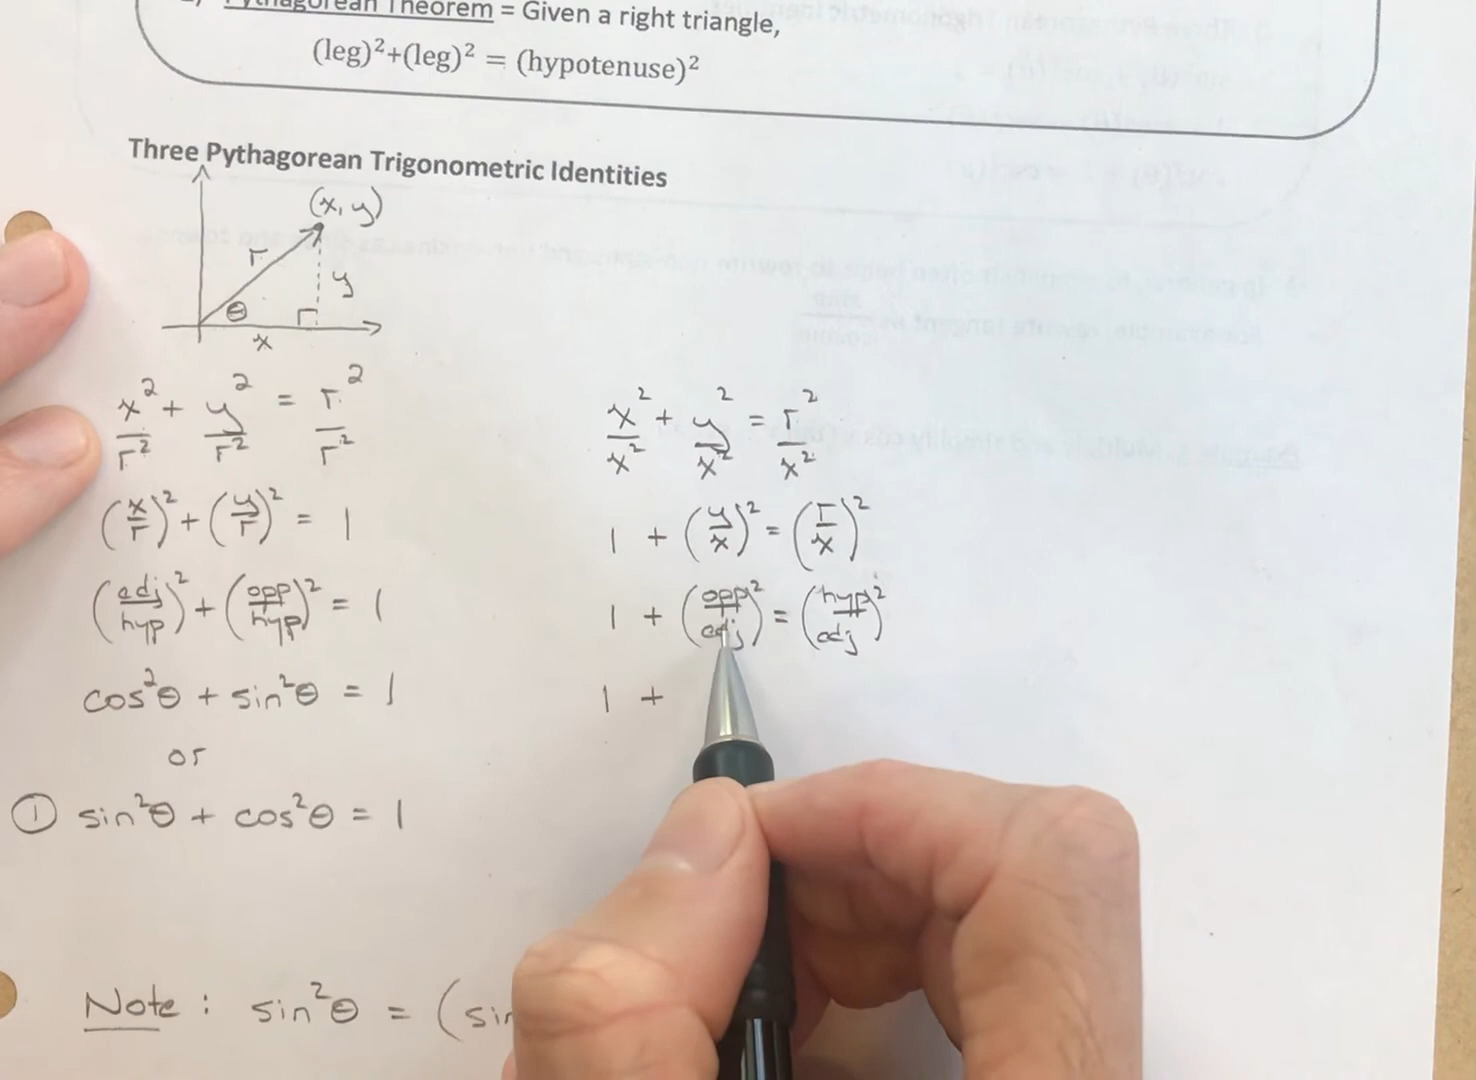 Pythagorean Theorem = Given a right triangle,
(leg)²+(leg)² = (hypotenuse)²
Three Pythagorean Trigonometric Identities
(x, y)
r
y
θ
x
x²/r² + y²/r² = r²/r²
(x/r)² + (y/r)² = 1
(adj/hyp)² + (opp/hyp)² = 1
cos²θ + sin²θ = 1
or
① sin²θ + cos²θ = 1
x²/x² + y²/x² = r²/x²
1 + (y/x)² = (r/x)²
1 + (opp/adj)² = (hyp/adj)²
1 +
Note: sin²θ = (sin